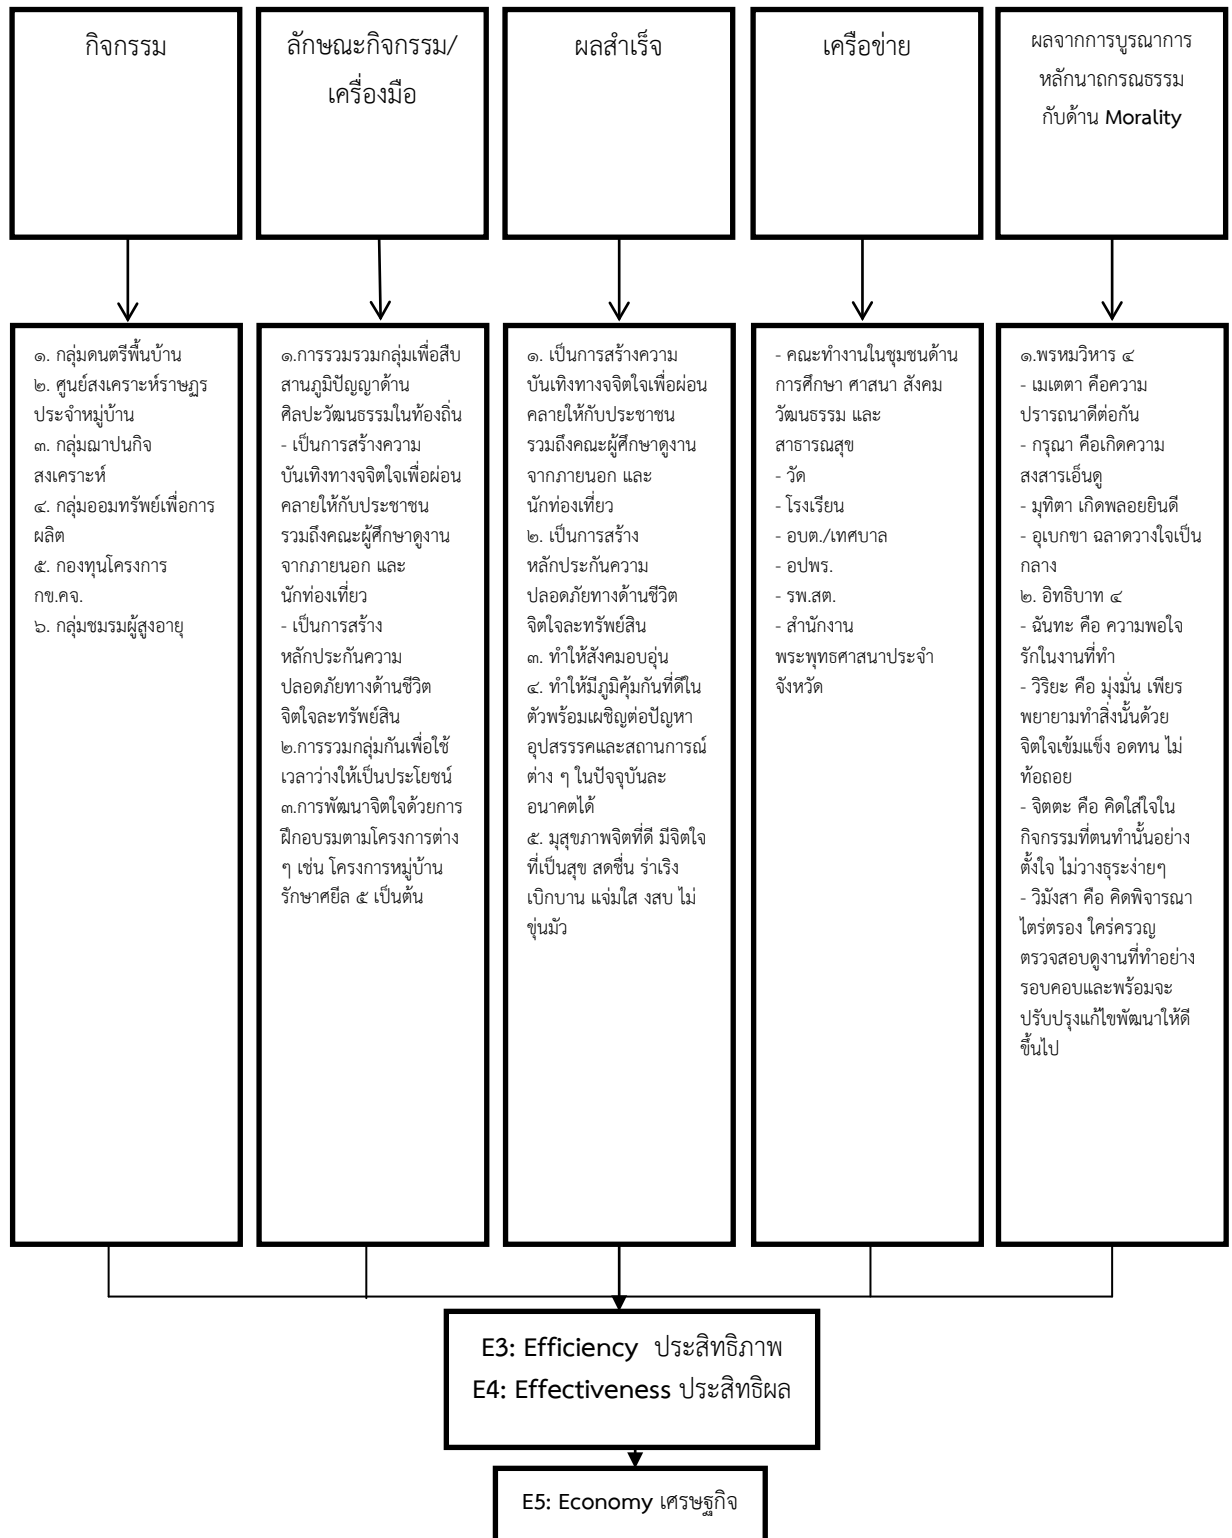 กิจกรรม
ลักษณะกิจกรรม/
เครื่องมือ
ผลสำเร็จ
เครือข่าย
ผลจากการบูรณาการ
หลักนาถกรณธรรม
กับด้าน Morality
๑. กลุ่มดนตรีพื้นบ้าน
๒. ศูนย์สงเคราะห์ราษฏร
ประจำหมู่บ้าน
๓. กลุ่มฌาปนกิจ
สงเคราะห์
๔. กลุ่มออมทรัพย์เพื่อการ
ผลิต
๕. กองทุนโครงการ
กข.คจ.
๖. กลุ่มชมรมผู้สูงอายุ
๑.การรวมรวมกลุ่มเพื่อสืบ
สานภูมิปัญญาด้าน
ศิลปะวัฒนธรรมในท้องถิ่น
- เป็นการสร้างความ
บันเทิงทางจจิตใจเพื่อผ่อน
คลายให้กับประชาชน
รวมถึงคณะผู้ศึกษาดูงาน
จากภายนอก และ
นักท่องเที่ยว
- เป็นการสร้าง
หลักประกันความ
ปลอดภัยทางด้านชีวิต
จิตใจละทรัพย์สิน
๒.การรวมกลุ่มกันเพื่อใช้
เวลาว่างให้เป็นประโยชน์
๓.การพัฒนาจิตใจด้วยการ
ฝึกอบรมตามโครงการต่าง
ๆ เช่น โครงการหมู่บ้าน
รักษาศยีล ๕ เป็นต้น
๑. เป็นการสร้างความ
บันเทิงทางจจิตใจเพื่อผ่อน
คลายให้กับประชาชน
รวมถึงคณะผู้ศึกษาดูงาน
จากภายนอก และ
นักท่องเที่ยว
๒. เป็นการสร้าง
หลักประกันความ
ปลอดภัยทางด้านชีวิต
จิตใจละทรัพย์สิน
๓. ทำให้สังคมอบอุ่น
๔. ทำให้มีภูมิคุ้มกันที่ดีใน
ตัวพร้อมเผชิญต่อปัญหา
อุปสรรรคและสถานการณ์
ต่าง ๆ ในปัจจุบันละ
อนาคตได้
๕. มุสุขภาพจิตที่ดี มีจิตใจ
ที่เป็นสุข สดชื่น ร่าเริง
เบิกบาน แจ่มใส งสบ ไม่
ขุ่นมัว
- คณะทำงานในชุมชนด้าน
การศึกษา ศาสนา สังคม
วัฒนธรรม และ
สาธารณสุข
- วัด
- โรงเรียน
- อบต./เทศบาล
- อปพร.
- รพ.สต.
- สำนักงาน
พระพุทธศาสนาประจำ
จังหวัด
๑.พรหมวิหาร ๔
- เมเตตา คือความ
ปรารถนาดีต่อกัน
- กรุณา คือเกิดความ
สงสารเอ็นดู
- มุทิตา เกิดพลอยยินดี
- อุเบกขา ฉลาดวางใจเป็น
กลาง
๒. อิทธิบาท ๔
- ฉันทะ คือ ความพอใจ
รักในงานที่ทำ
- วิริยะ คือ มุ่งมั่น เพียร
พยายามทำสิ่งนั้นด้วย
จิตใจเข้มแข็ง อดทน ไม่
ท้อถอย
- จิตตะ คือ คิดใส่ใจใน
กิจกรรมที่ตนทำนั้นอย่าง
ตั้งใจ ไม่วางธุระง่ายๆ
- วิมังสา คือ คิดพิจารณา
ไตร่ตรอง ใคร่ครวญ
ตรวจสอบดูงานที่ทำอย่าง
รอบคอบและพร้อมจะ
ปรับปรุงแก้ไขพัฒนาให้ดี
ขึ้นไป
E3: Efficiency ประสิทธิภาพ
E4: Effectiveness ประสิทธิผล
E5: Economy เศรษฐกิจ